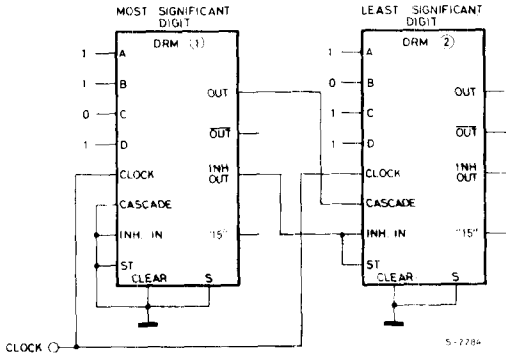 MOST SIGNIFICANT
DIGIT
DRM (1)
1 A
1 B
0 C
1 D
CLOCK
CASCADE
INH. IN
ST
CLEAR
S
OUT
OUT
INH
OUT
"15"
LEAST SIGNIFICANT
DIGIT
DRM (2)
1 A
0 B
1 C
1 D
CLOCK
CASCADE
INH. IN
ST
CLEAR
S
OUT
OUT
INH
OUT
"15"
CLOCK
S-2784